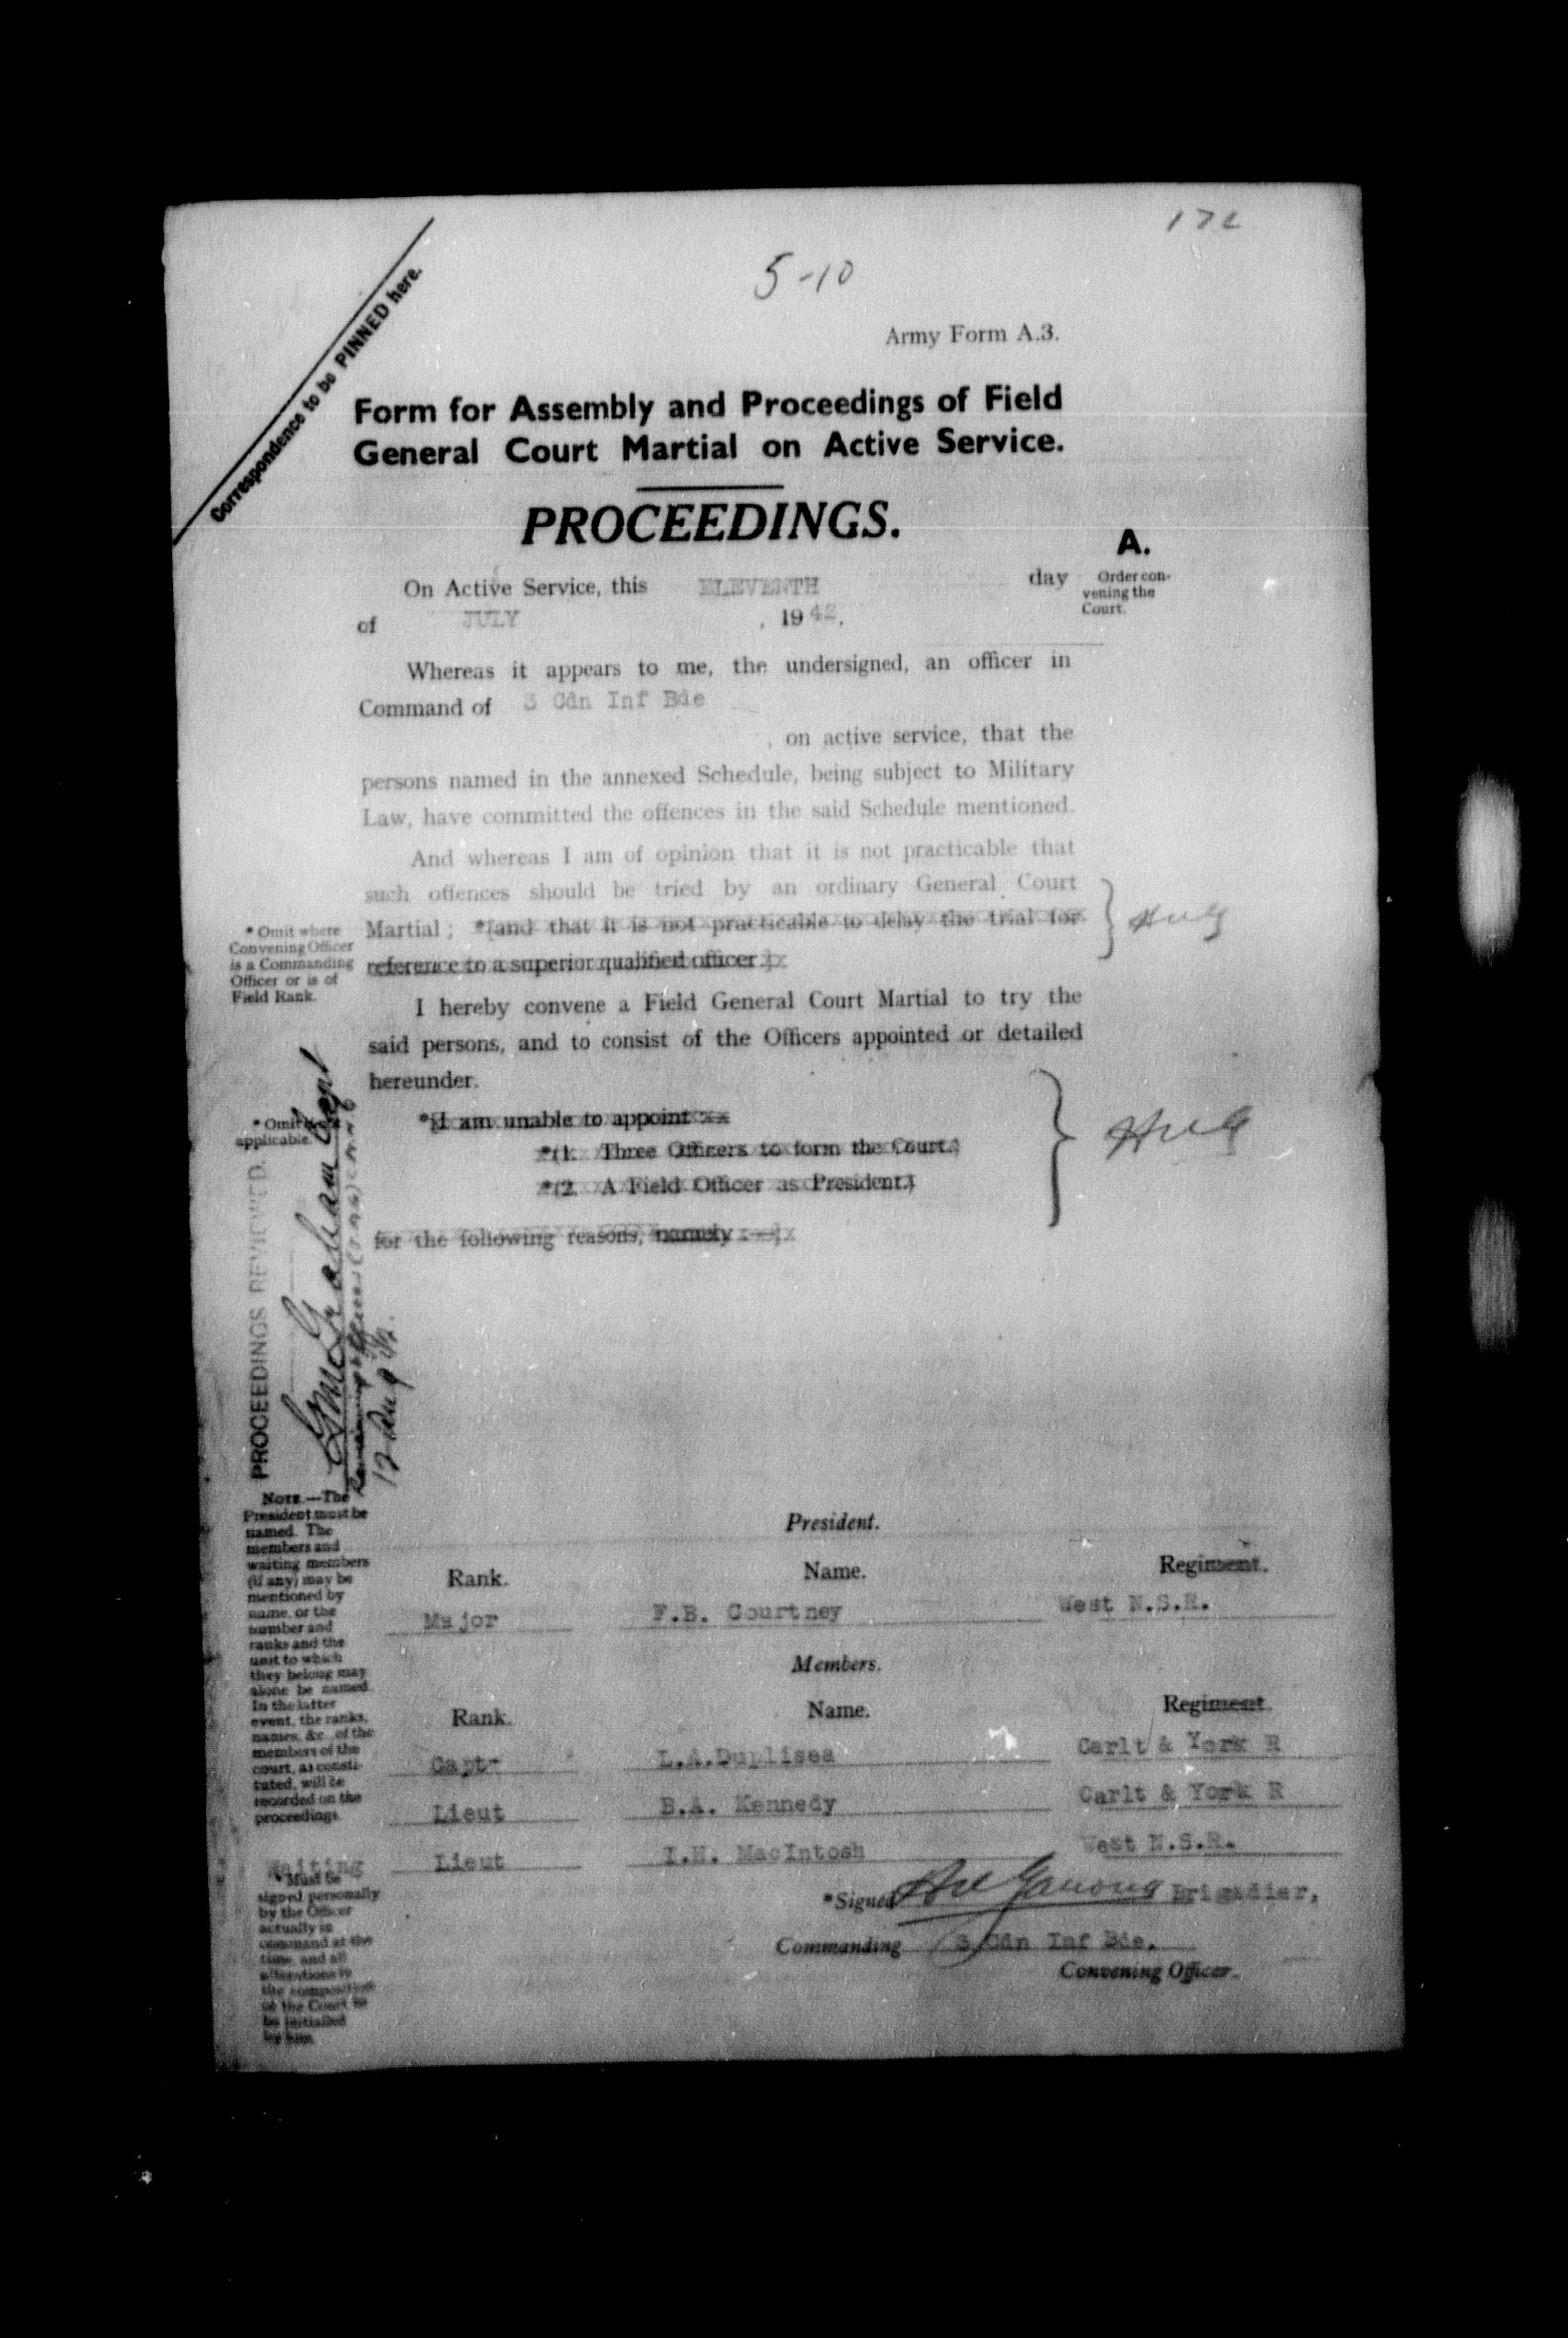 172
5-10
Correspondence to be PINNED here.
Army Form A.3.
Form for Assembly and Proceedings of Field
General Court Martial on Active Service.
PROCEEDINGS.
A.
Order con-
vening the
Court.
On Active Service, this ELEVENTH day
of JULY , 1942.
Whereas it appears to me, the undersigned, an officer in
Command of 3 Cdn Inf Bde
, on active service, that the
persons named in the annexed Schedule, being subject to Military
Law, have committed the offences in the said Schedule mentioned.
And whereas I am of opinion that it is not practicable that
such offences should be tried by an ordinary General Court
Martial; *[and that it is not practicable to delay the trial for
reference to a superior qualified officer.]
* Omit where
Convening Officer
is a Commanding
Officer or is of
Field Rank.
I hereby convene a Field General Court Martial to try the
said persons, and to consist of the Officers appointed or detailed
hereunder.
* Omit if not
applicable.
*[I am unable to appoint
*(1. Three Officers to form the Court.)
*(2. A Field Officer as President.)
for the following reasons, namely
PROCEEDINGS REVIEWED.
Graham Capt
12 Aug 42.
NOTE.—The
President must be
named. The
members and
waiting members
(if any) may be
mentioned by
name, or the
number and
ranks and the
unit to which
they belong may
alone be named.
In the latter
event, the ranks,
names, &c., of the
members of the
court, as consti-
tuted, will be
recorded on the
proceedings.
President.
Rank. Name. Regiment.
Major F.B. Courtney West N.S.R.
Members.
Rank. Name. Regiment.
Capt L.A.Duplisea Carlt & York R
Lieut B.A. Kennedy Carlt & York R
Waiting Lieut I.H. MacIntosh West N.S.R.
* Must be
signed personally
by the Officer
actually in
command at the
time, and all
alterations in
the composition
of the Court to
be initialled
by him.
*Signed Ganong Brigadier,
Commanding 3 Cdn Inf Bde.
Convening Officer.